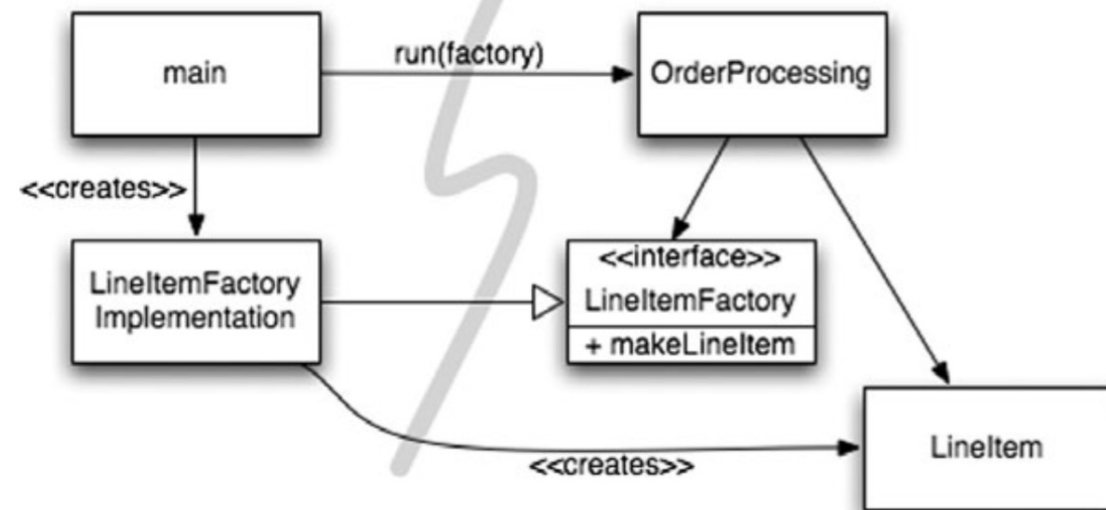 main
run(factory)
OrderProcessing
<<creates>>
LineItemFactory
Implementation
<<interface>>
LineItemFactory
+ makeLineItem
<<creates>>
LineItem